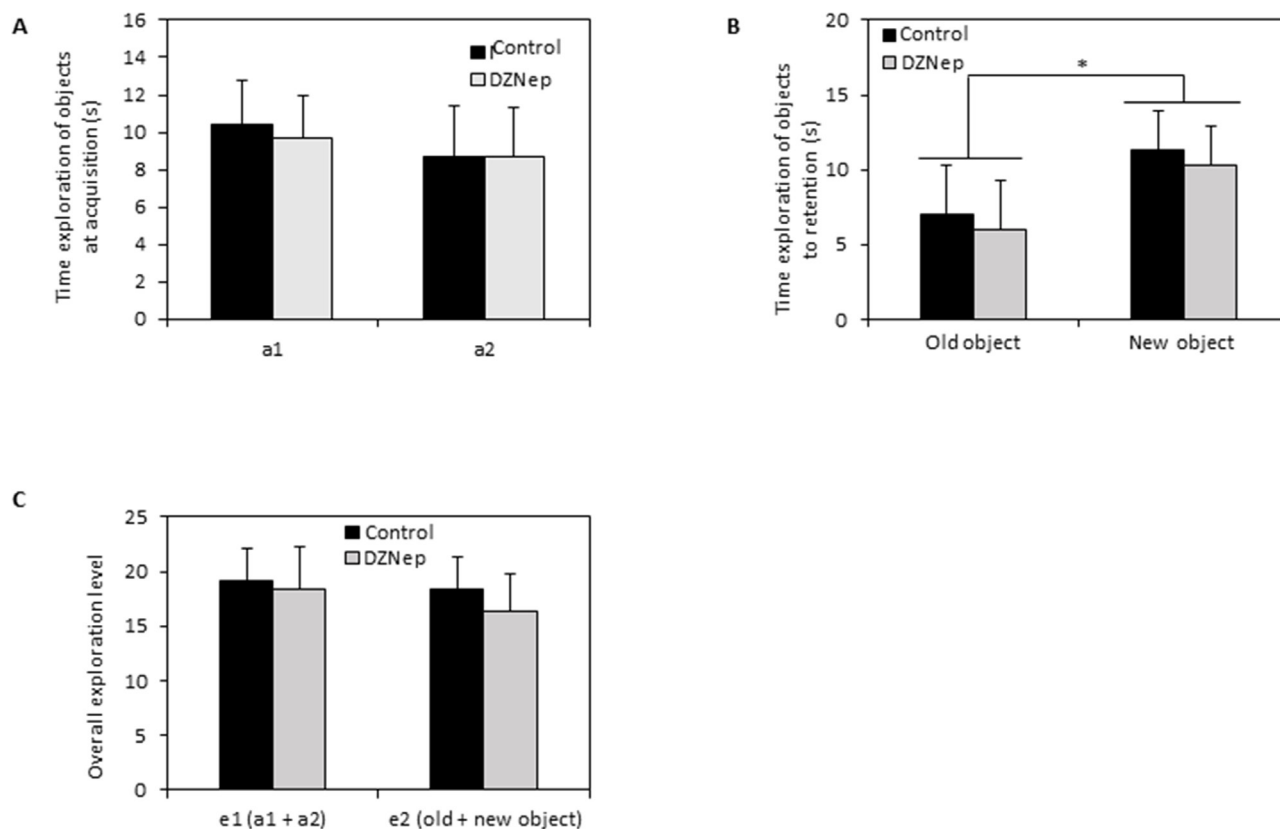 A
Time exploration of objects
at acquisition (s)
16
14
12
10
8
6
4
2
0
Control
DZNep
a1
a2
B
Time exploration of objects
to retention (s)
20
15
10
5
0
Control
DZNep
*
Old object
New object
C
Overall exploration level
25
20
15
10
5
0
Control
DZNep
e1 (a1 + a2)
e2 (old + new object)